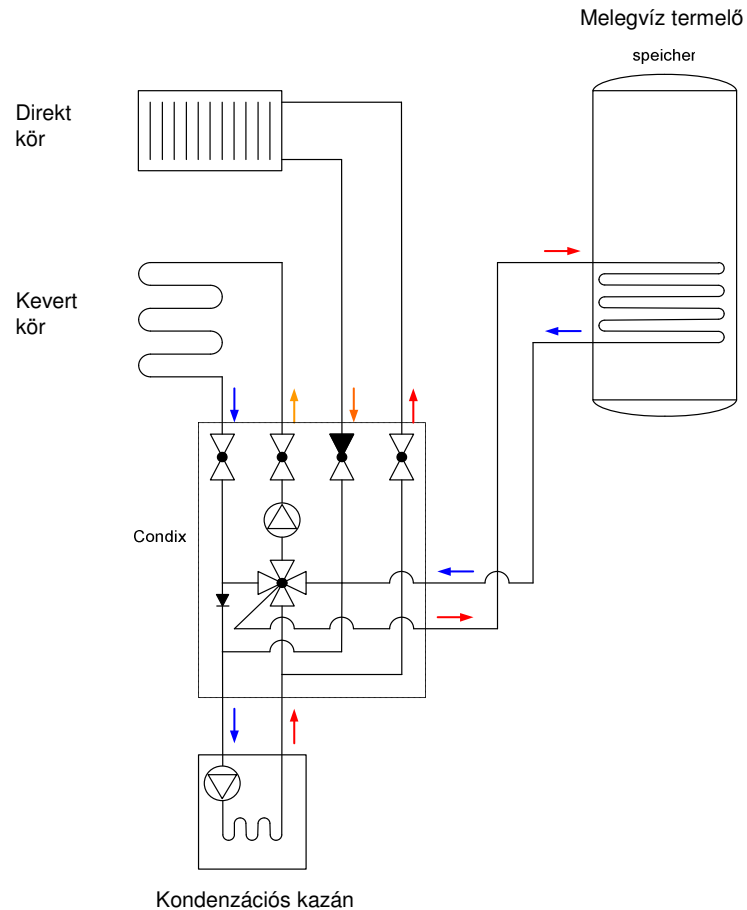 Melegvíz termelő
speicher
Direkt
kör
Kevert
kör
Condix
Kondenzációs kazán